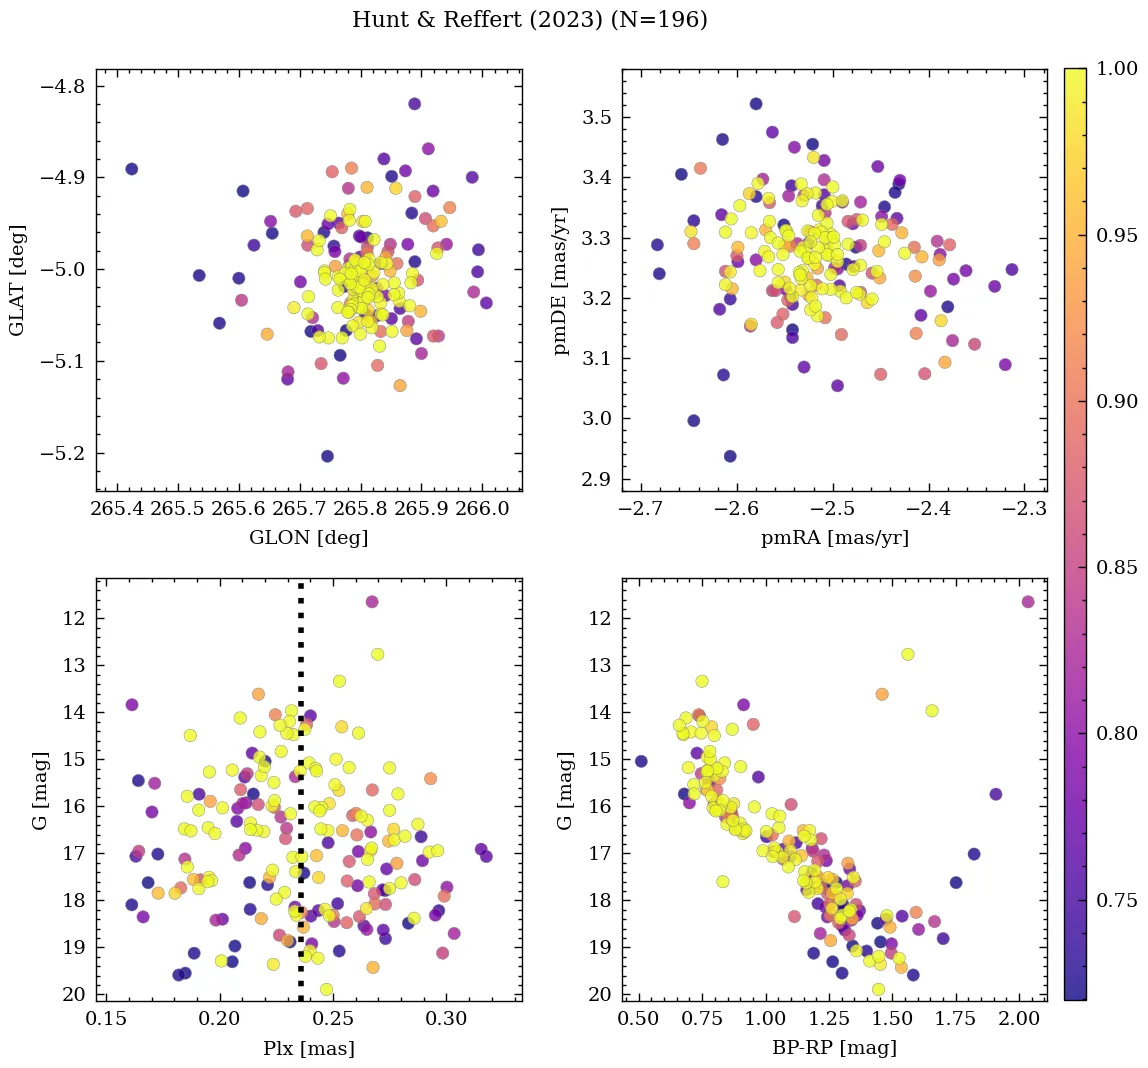 Hunt & Reffert (2023) (N=196)
−4.8
−4.9
−5.0
−5.1
−5.2
GLAT [deg]
265.4 265.5 265.6 265.7 265.8 265.9 266.0
GLON [deg]
3.5
3.4
3.3
3.2
3.1
3.0
2.9
pmDE [mas/yr]
−2.7 −2.6 −2.5 −2.4 −2.3
pmRA [mas/yr]
1.00
0.95
0.90
0.85
0.80
0.75
12
13
14
15
16
17
18
19
20
G [mag]
0.15 0.20 0.25 0.30
Plx [mas]
12
13
14
15
16
17
18
19
20
G [mag]
0.50 0.75 1.00 1.25 1.50 1.75 2.00
BP-RP [mag]